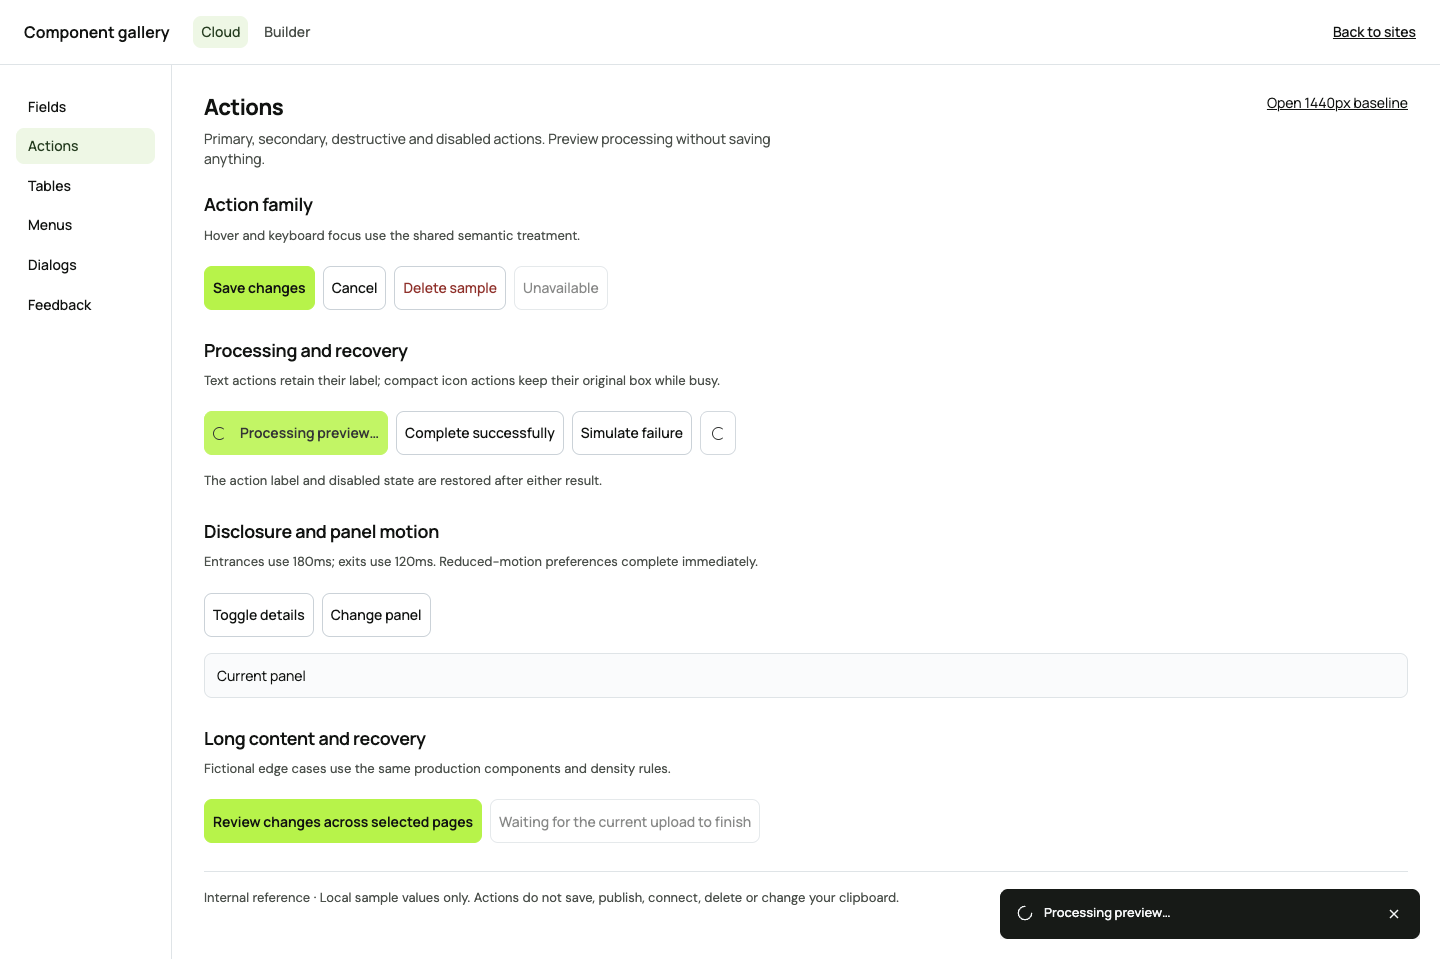 Component gallery
Cloud
Builder
Back to sites
Fields
Actions
Tables
Menus
Dialogs
Feedback
Actions
Open 1440px baseline
Primary, secondary, destructive and disabled actions. Preview processing without saving
anything.
Action family
Hover and keyboard focus use the shared semantic treatment.
Save changes
Cancel
Delete sample
Unavailable
Processing and recovery
Text actions retain their label; compact icon actions keep their original box while busy.
Processing preview…
Complete successfully
Simulate failure
The action label and disabled state are restored after either result.
Disclosure and panel motion
Entrances use 180ms; exits use 120ms. Reduced-motion preferences complete immediately.
Toggle details
Change panel
Current panel
Long content and recovery
Fictional edge cases use the same production components and density rules.
Review changes across selected pages
Waiting for the current upload to finish
Internal reference · Local sample values only. Actions do not save, publish, connect, delete or change your clipboard.
Processing preview…